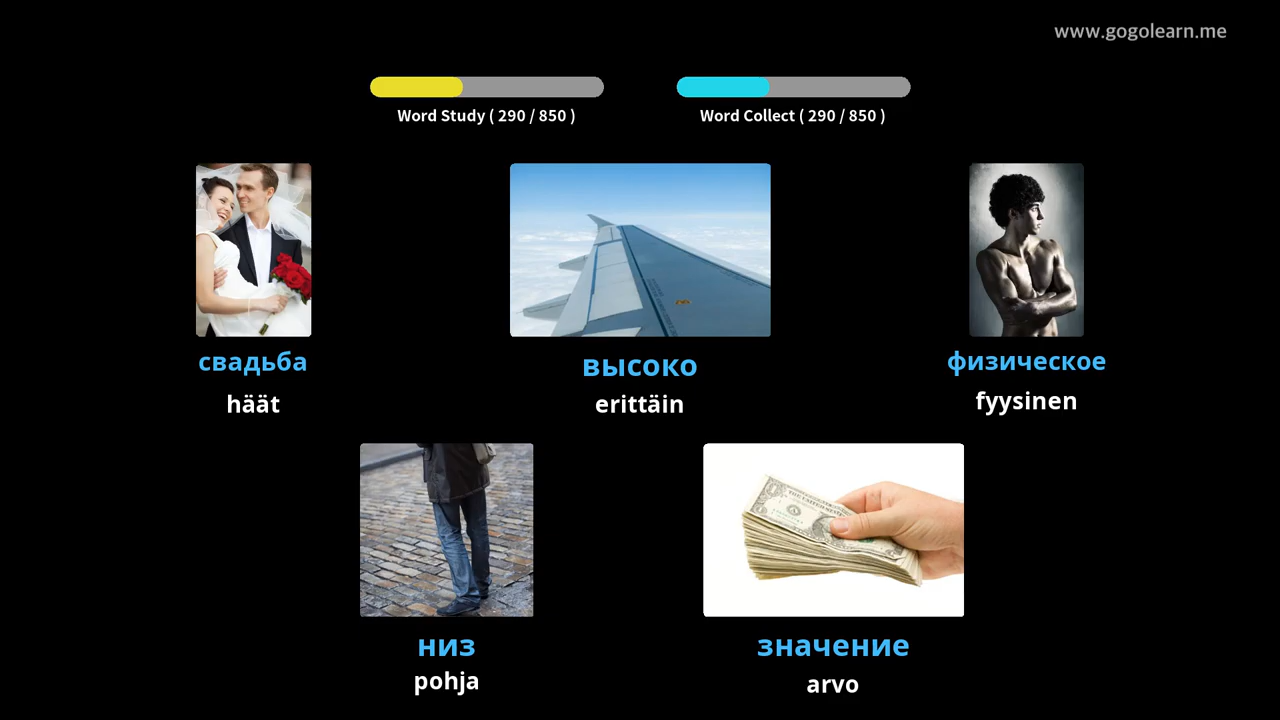 www.gogolearn.me
Word Study ( 290 / 850 )
Word Collect ( 290 / 850 )
свадьба
häät
высоко
erittäin
физическое
fyysinen
низ
pohja
значение
arvo